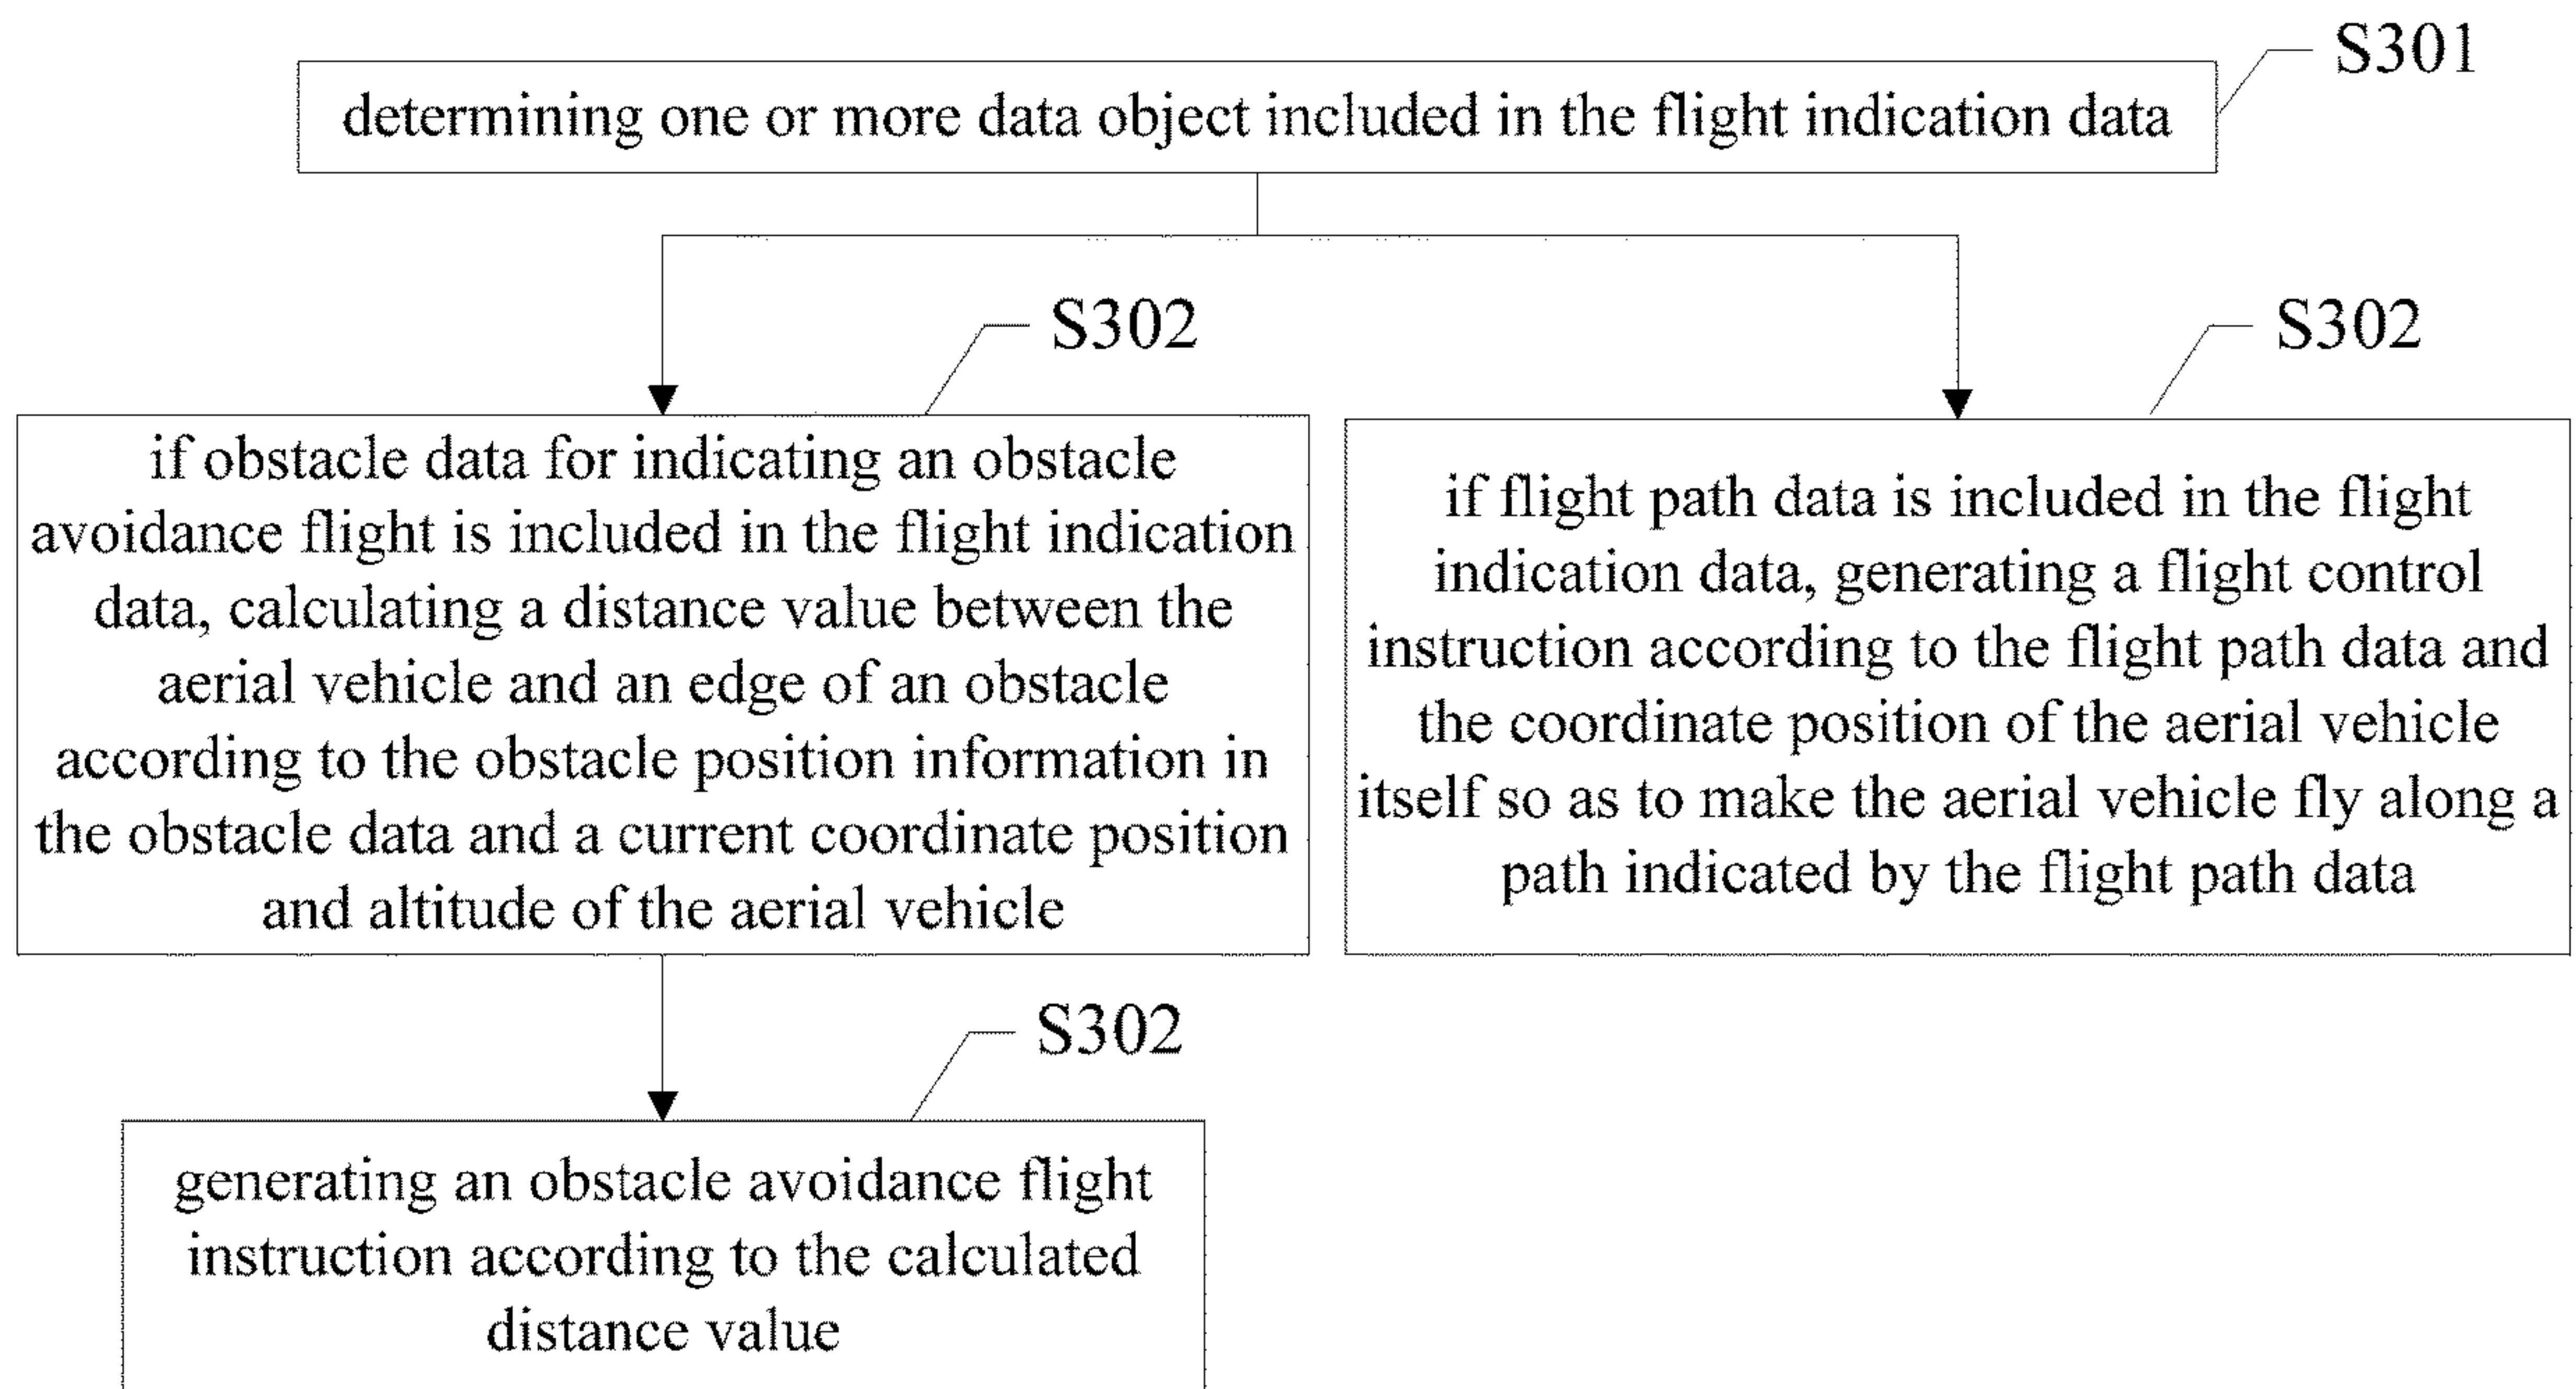 S301
determining one or more data object included in the flight indication data
S302
if obstacle data for indicating an obstacle
avoidance flight is included in the flight indication
data, calculating a distance value between the
aerial vehicle and an edge of an obstacle
according to the obstacle position information in
the obstacle data and a current coordinate position
and altitude of the aerial vehicle
S302
if flight path data is included in the flight
indication data, generating a flight control
instruction according to the flight path data and
the coordinate position of the aerial vehicle
itself so as to make the aerial vehicle fly along a
path indicated by the flight path data
S302
generating an obstacle avoidance flight
instruction according to the calculated
distance value